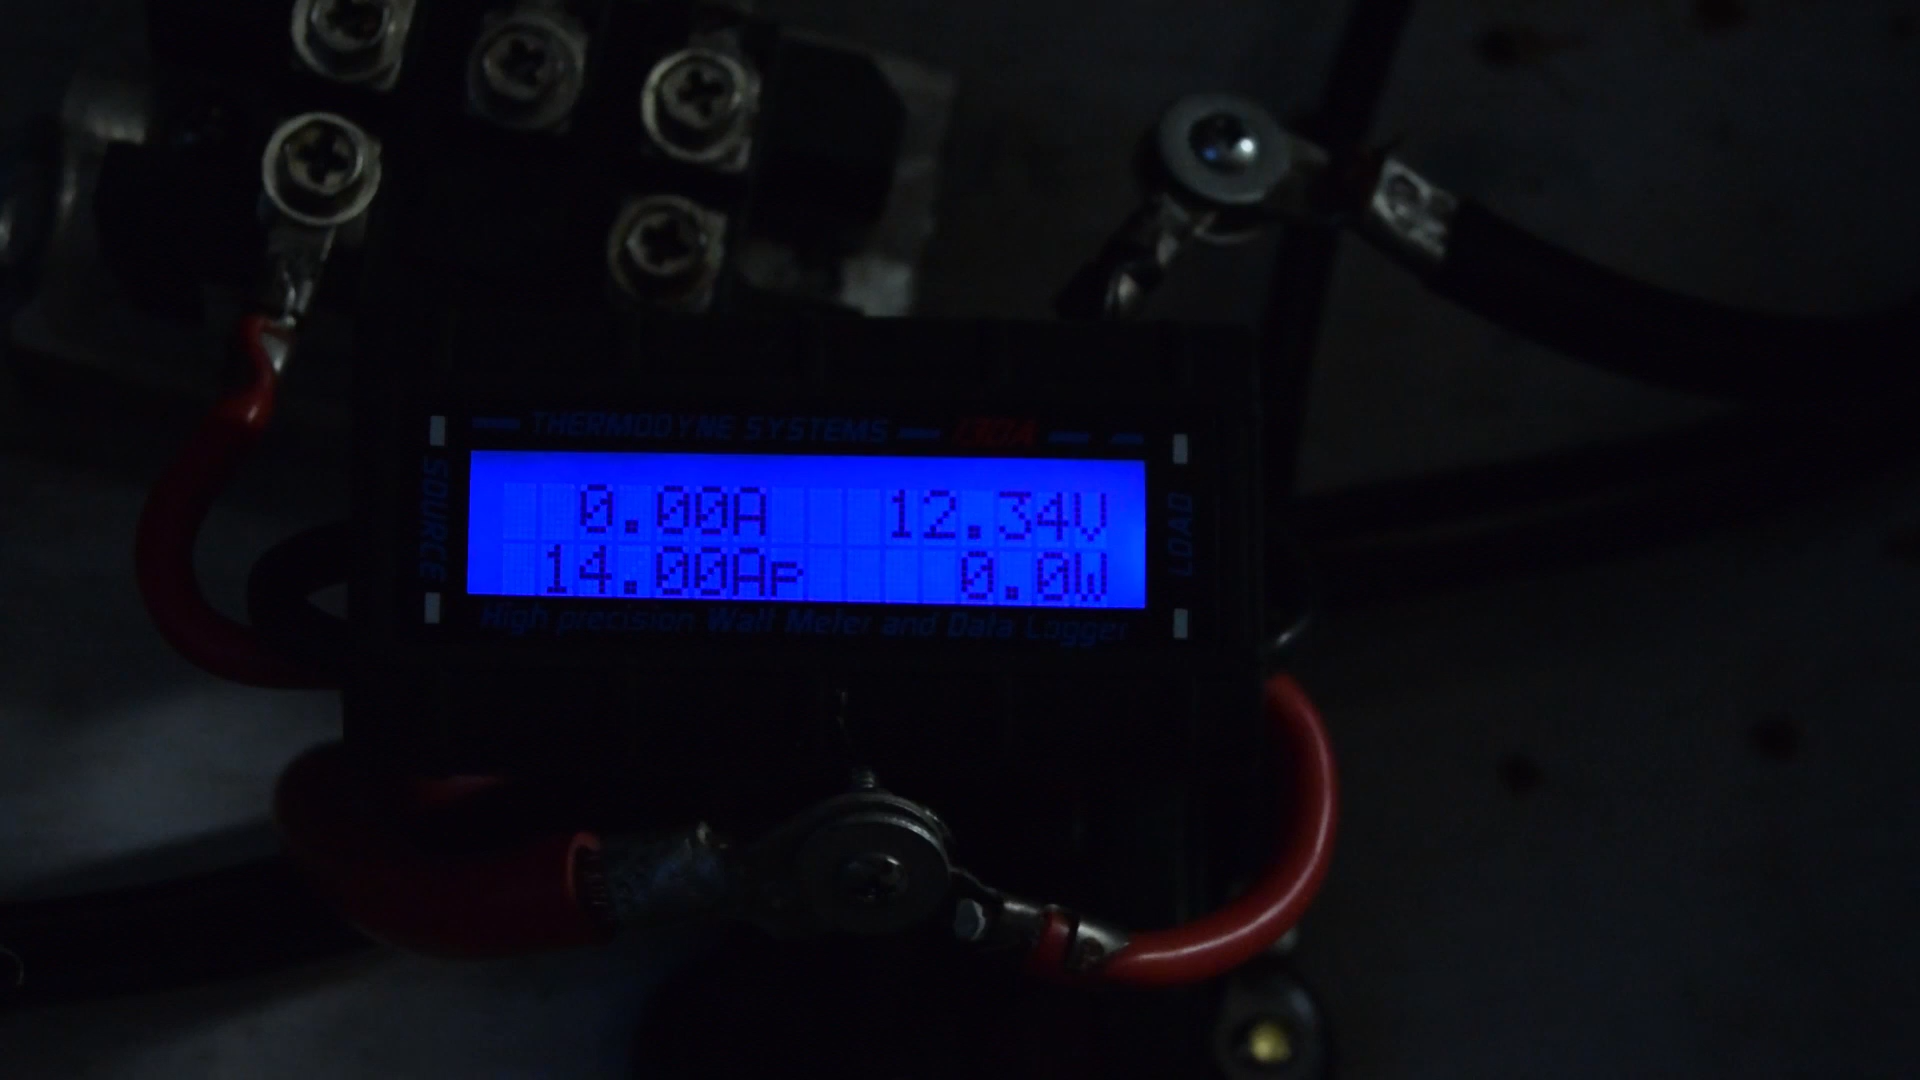 THERMODYNE SYSTEMS 130A
SOURCE
0.00A 12.34V
14.00Ap 0.0W
LOAD
High precision Watt Meter and Data Logger